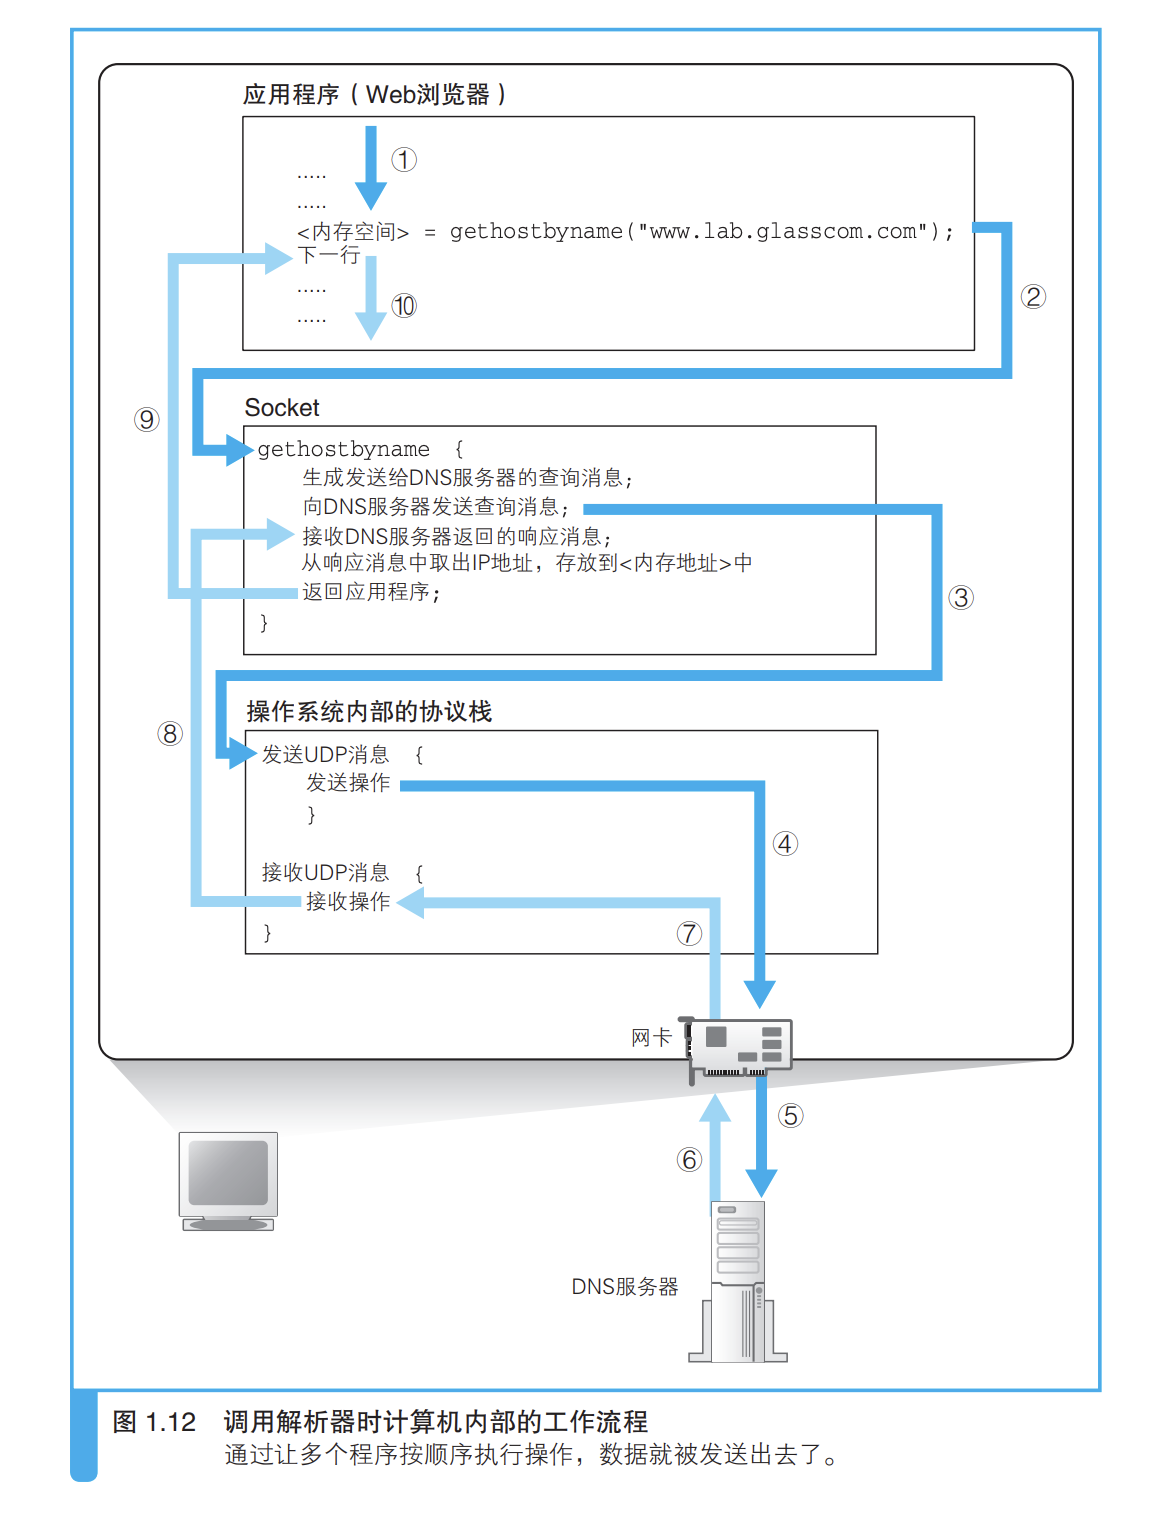 应用程序（Web浏览器）
①
.....
.....
<内存空间> = gethostbyname("www.lab.glasscom.com");
下一行
②
.....
⑩
.....
⑨
Socket
gethostbyname {
生成发送给DNS服务器的查询消息;
向DNS服务器发送查询消息;
接收DNS服务器返回的响应消息;
从响应消息中取出IP地址，存放到<内存地址>中
返回应用程序;
③
}
⑧
操作系统内部的协议栈
发送UDP消息 {
发送操作
}
④
接收UDP消息 {
接收操作
}
⑦
网卡
⑤
⑥
DNS服务器
图 1.12 调用解析器时计算机内部的工作流程
通过让多个程序按顺序执行操作，数据就被发送出去了。